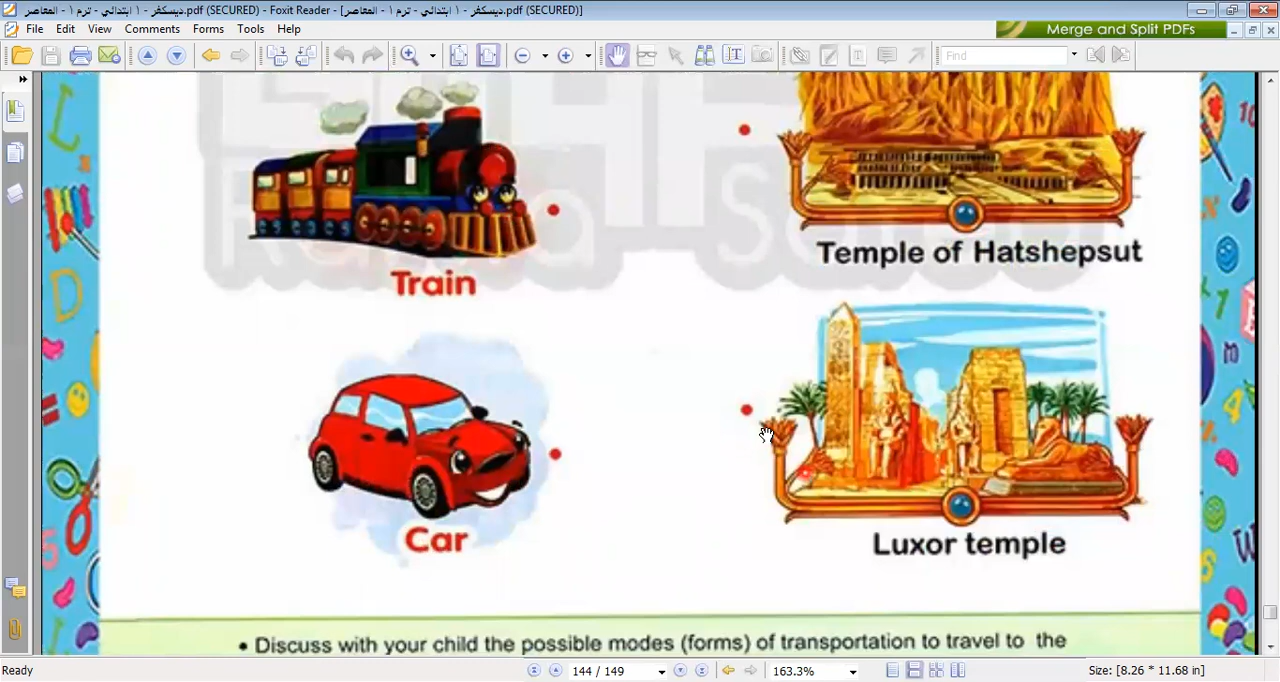 ديسكفر - ١ ابتدائي - ترم ١ - المعاصر.pdf (SECURED) - Foxit Reader - [ديسكفر - ١ ابتدائي - ترم ١ - المعاصر.pdf (SECURED)]
File Edit View Comments Forms Tools Help
Merge and Split PDFs
Find
Train
Temple of Hatshepsut
Car
Luxor temple
• Discuss with your child the possible modes (forms) of transportation to travel to the
Ready
144 / 149
163.3%
Size: [8.26 * 11.68 in]